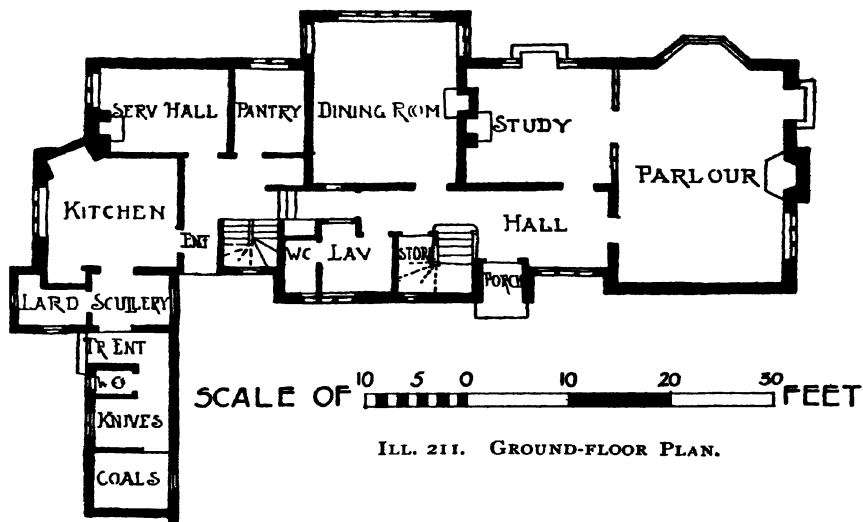 SERV HALL
PANTRY
DINING ROOM
STUDY
PARLOUR
KITCHEN
HALL
ENT
WC
LAV
STORE
PORCH
LARD
SCULLERY
TR ENT
WC
KNIVES
COALS
SCALE OF 10 5 0 10 20 30 FEET
ILL. 211. GROUND-FLOOR PLAN.